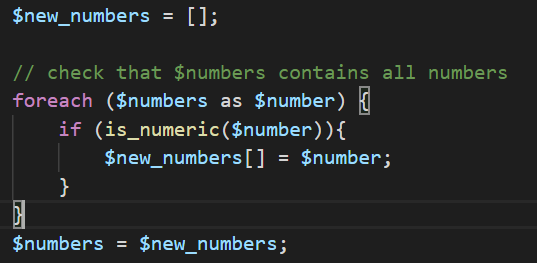 $new_numbers = [];
// check that $numbers contains all numbers
foreach ($numbers as $number) {
if (is_numeric($number)){
$new_numbers[] = $number;
}
}
$numbers = $new_numbers;